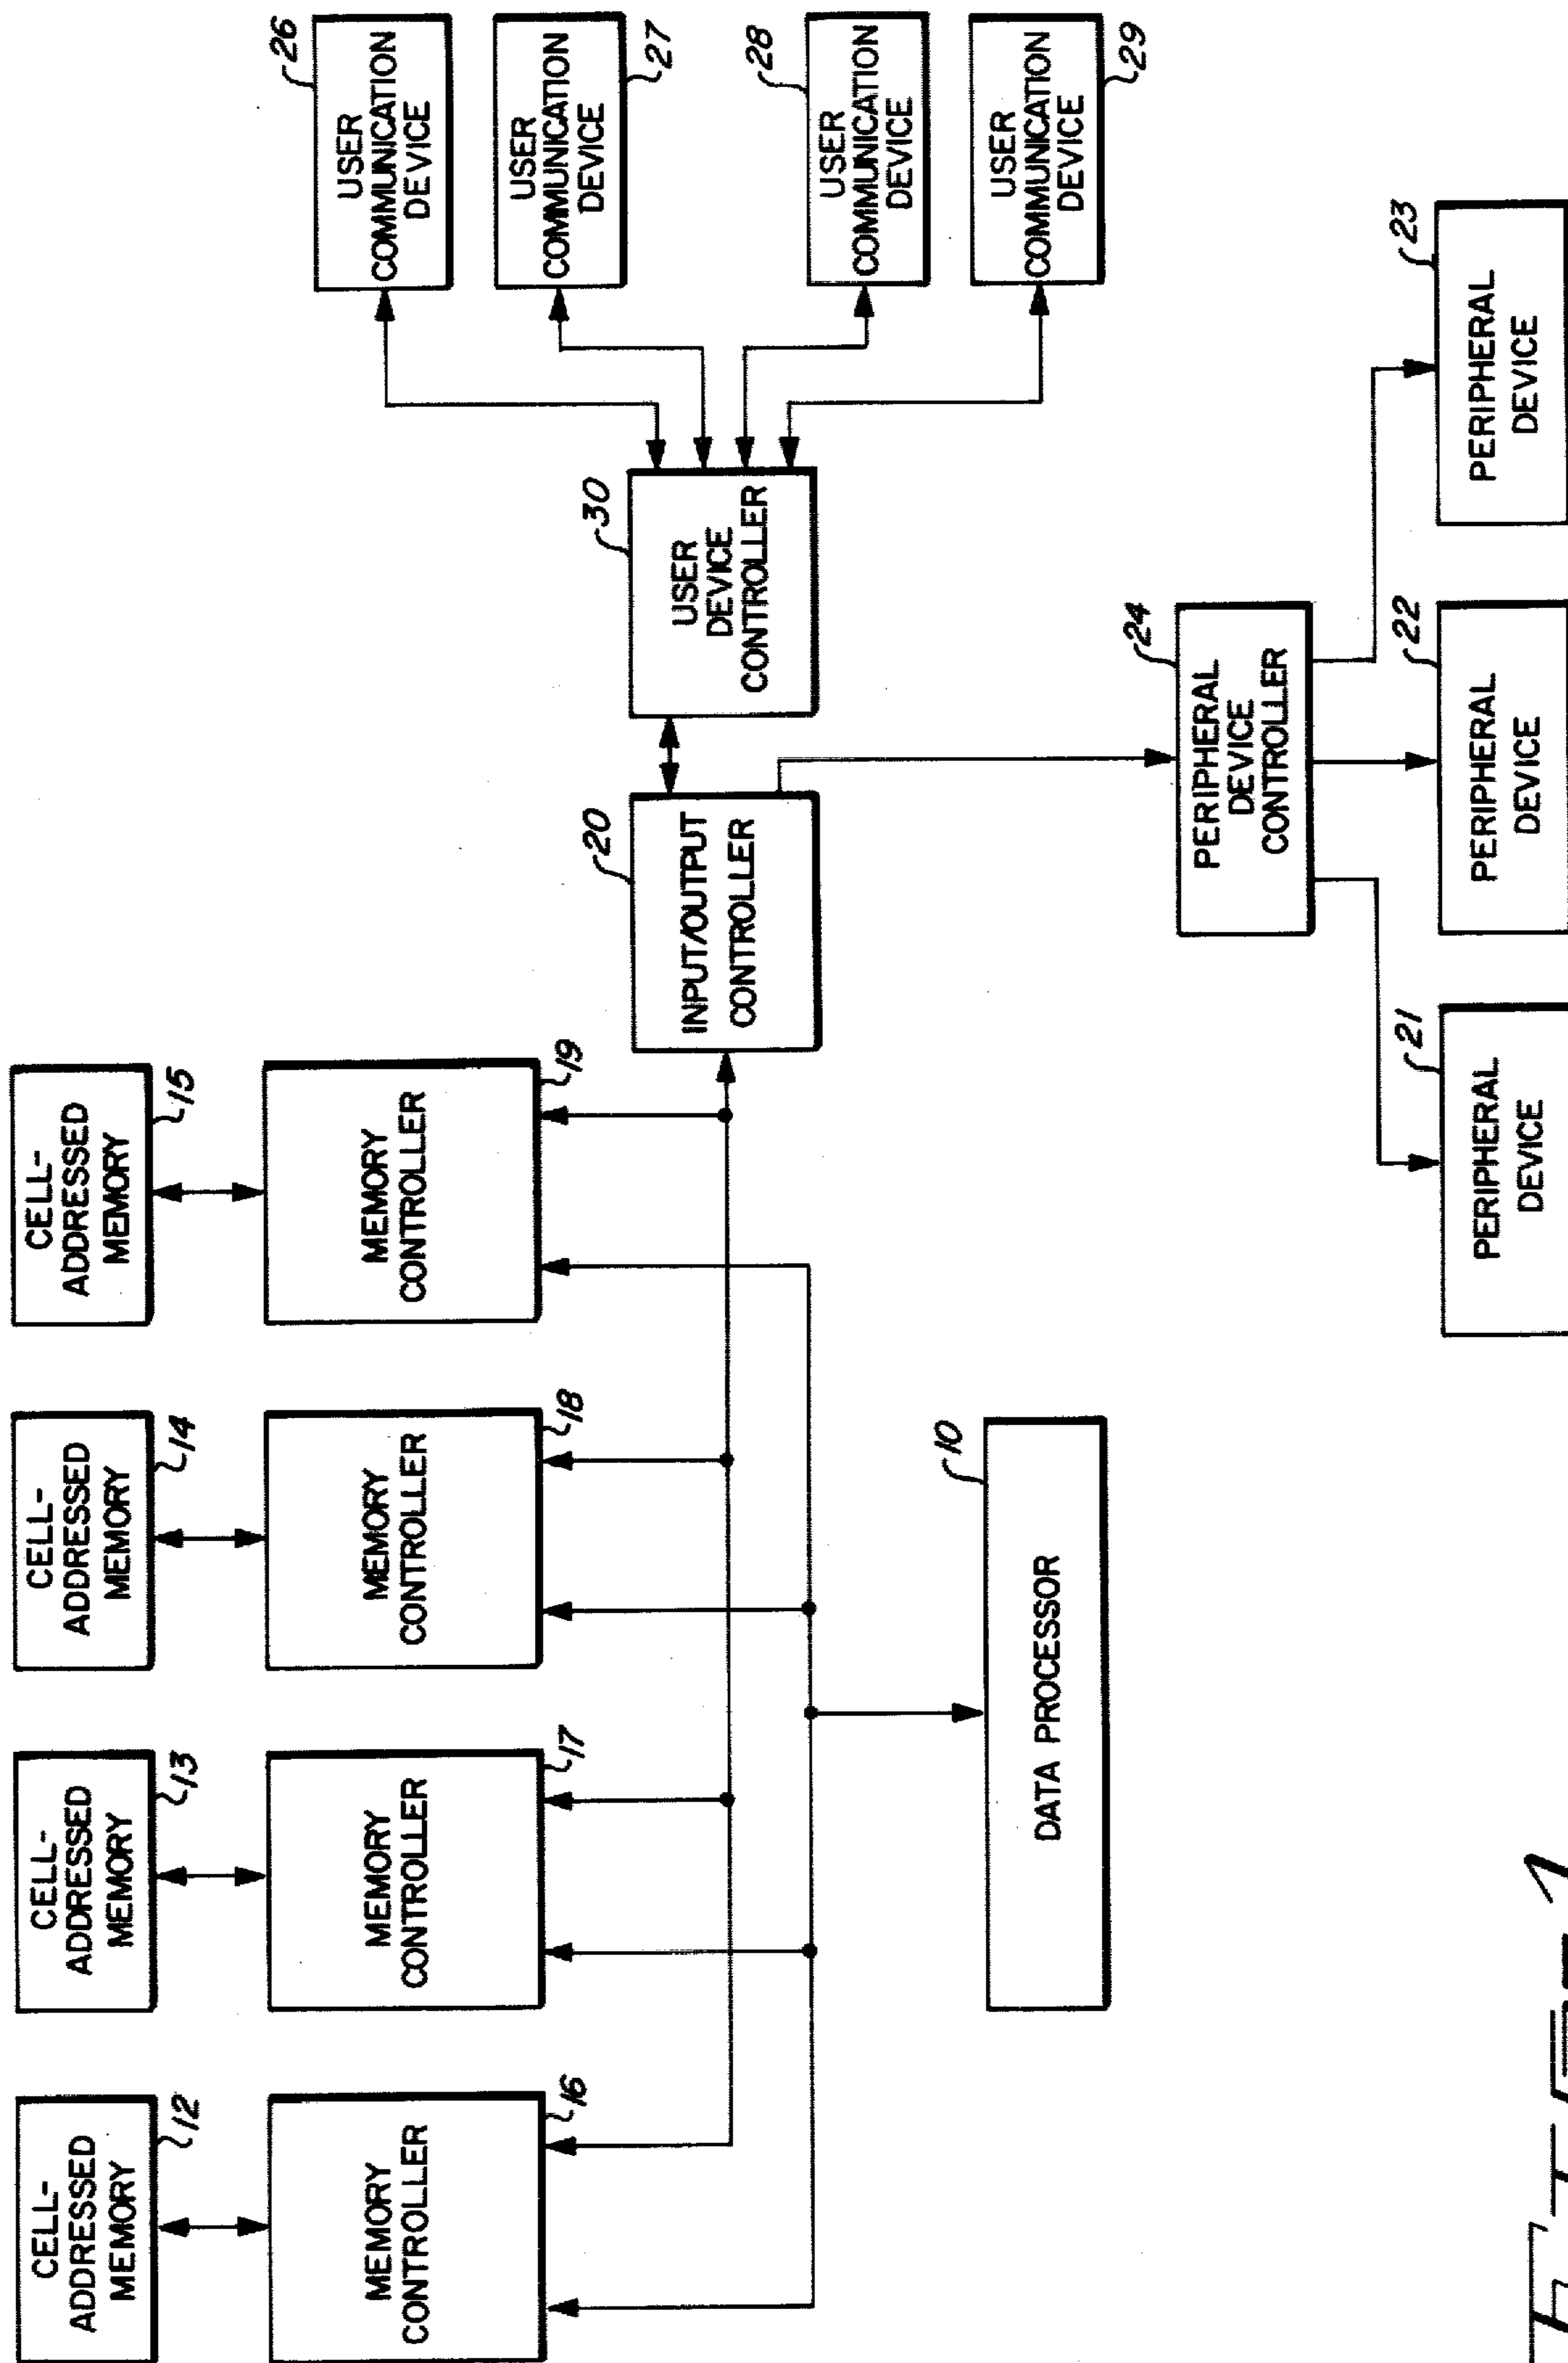 CELL-
ADDRESSED
MEMORY
12
CELL-
ADDRESSED
MEMORY
13
CELL-
ADDRESSED
MEMORY
14
CELL-
ADDRESSED
MEMORY
15
MEMORY
CONTROLLER
16
MEMORY
CONTROLLER
17
MEMORY
CONTROLLER
18
MEMORY
CONTROLLER
19
DATA PROCESSOR
10
INPUT/OUTPUT
CONTROLLER
20
USER
DEVICE
CONTROLLER
30
USER
COMMUNICATION
DEVICE
26
USER
COMMUNICATION
DEVICE
27
USER
COMMUNICATION
DEVICE
28
USER
COMMUNICATION
DEVICE
29
PERIPHERAL
DEVICE
CONTROLLER
24
PERIPHERAL
DEVICE
21
PERIPHERAL
DEVICE
22
PERIPHERAL
DEVICE
23